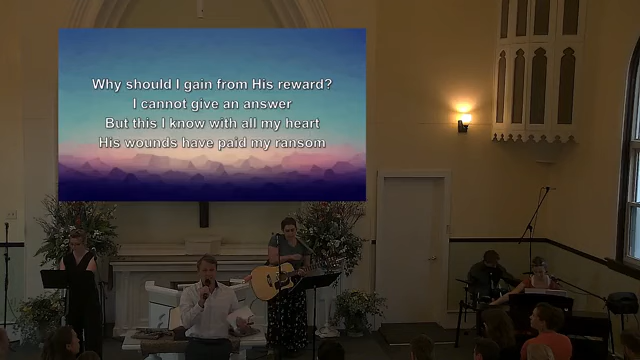 Why should I gain from His reward?
I cannot give an answer
But this I know with all my heart
His wounds have paid my ransom